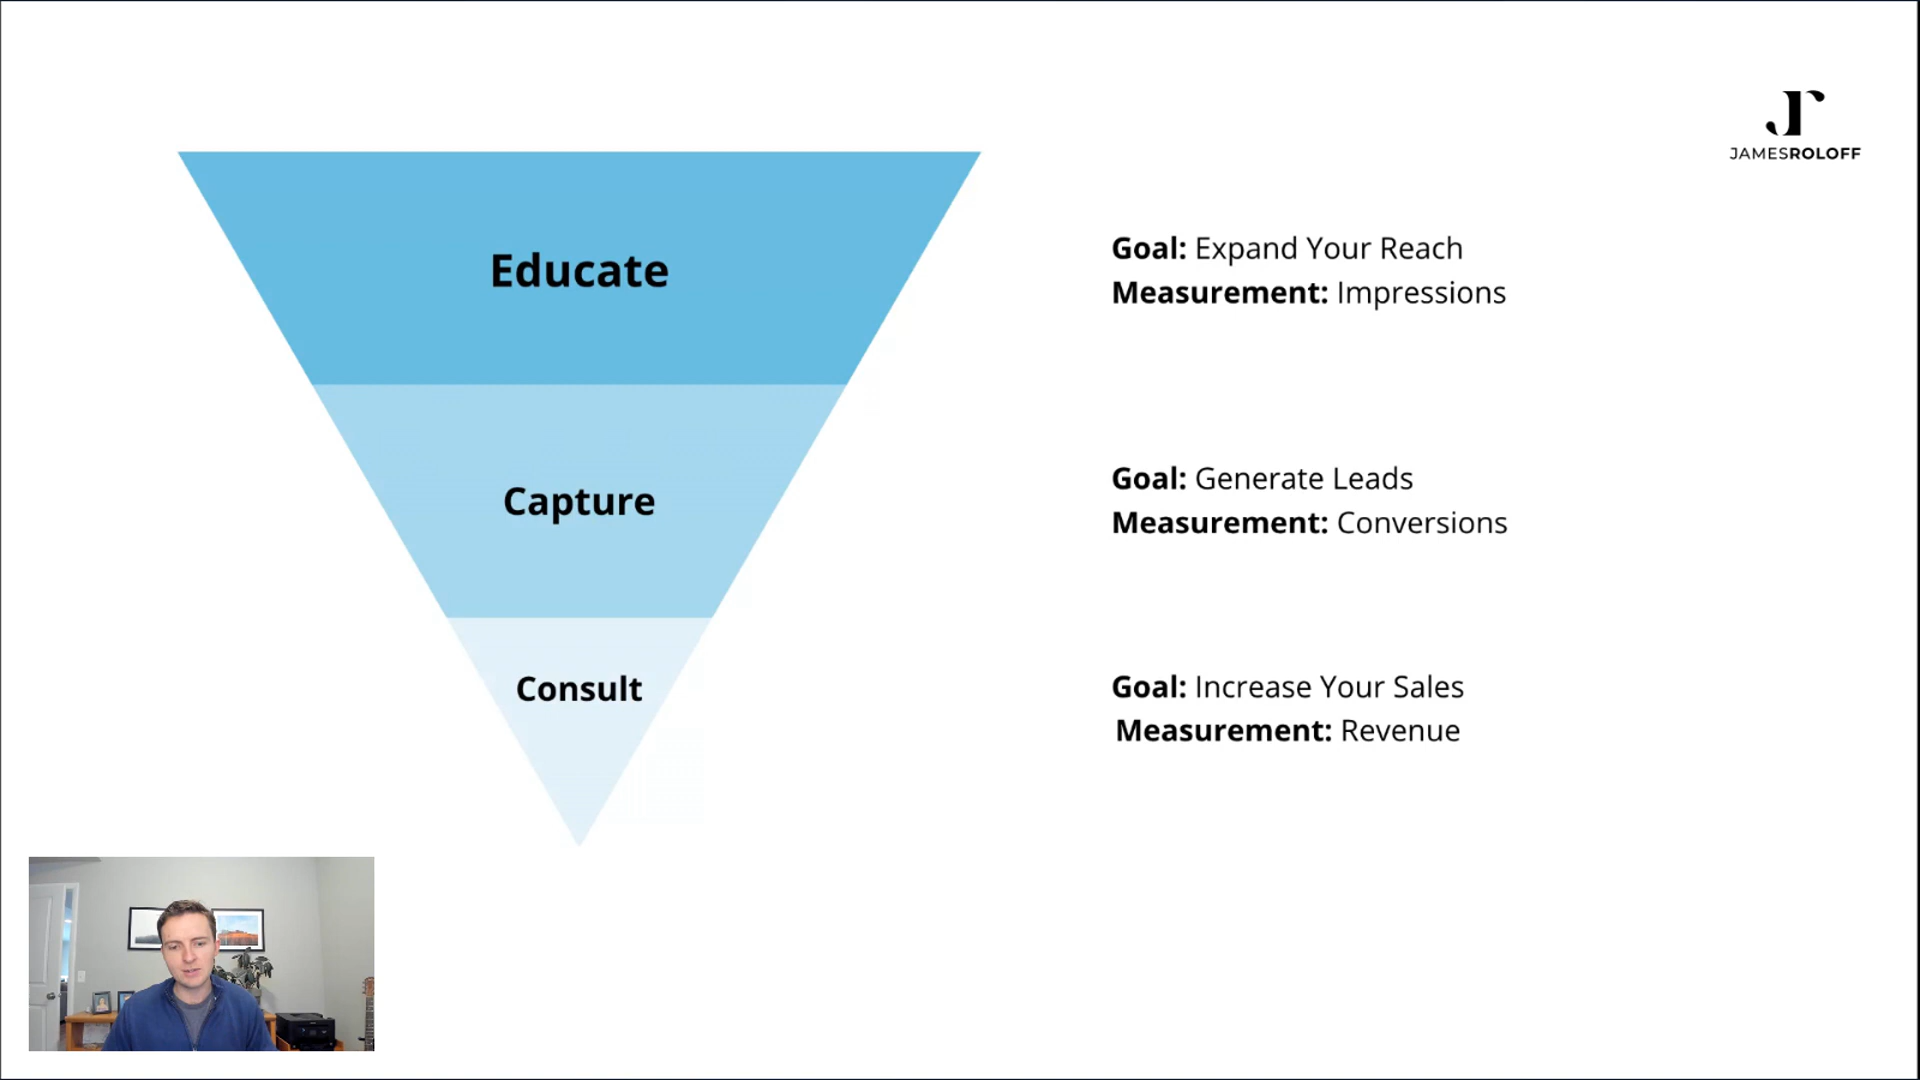 JAMESROLOFF
Educate
Goal: Expand Your Reach
Measurement: Impressions
Capture
Goal: Generate Leads
Measurement: Conversions
Consult
Goal: Increase Your Sales
Measurement: Revenue